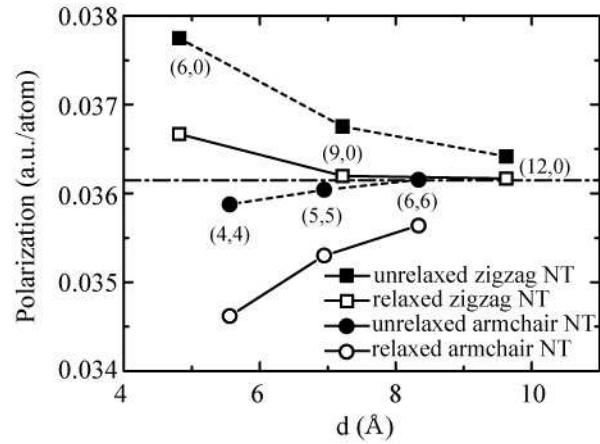 0.038
0.037
0.036
0.035
0.034
Polarization (a.u./atom)
(6,0)
(9,0)
(12,0)
(4,4)
(5,5)
(6,6)
unrelaxed zigzag NT
relaxed zigzag NT
unrelaxed armchair NT
relaxed armchair NT
4 6 8 10
d (Å)